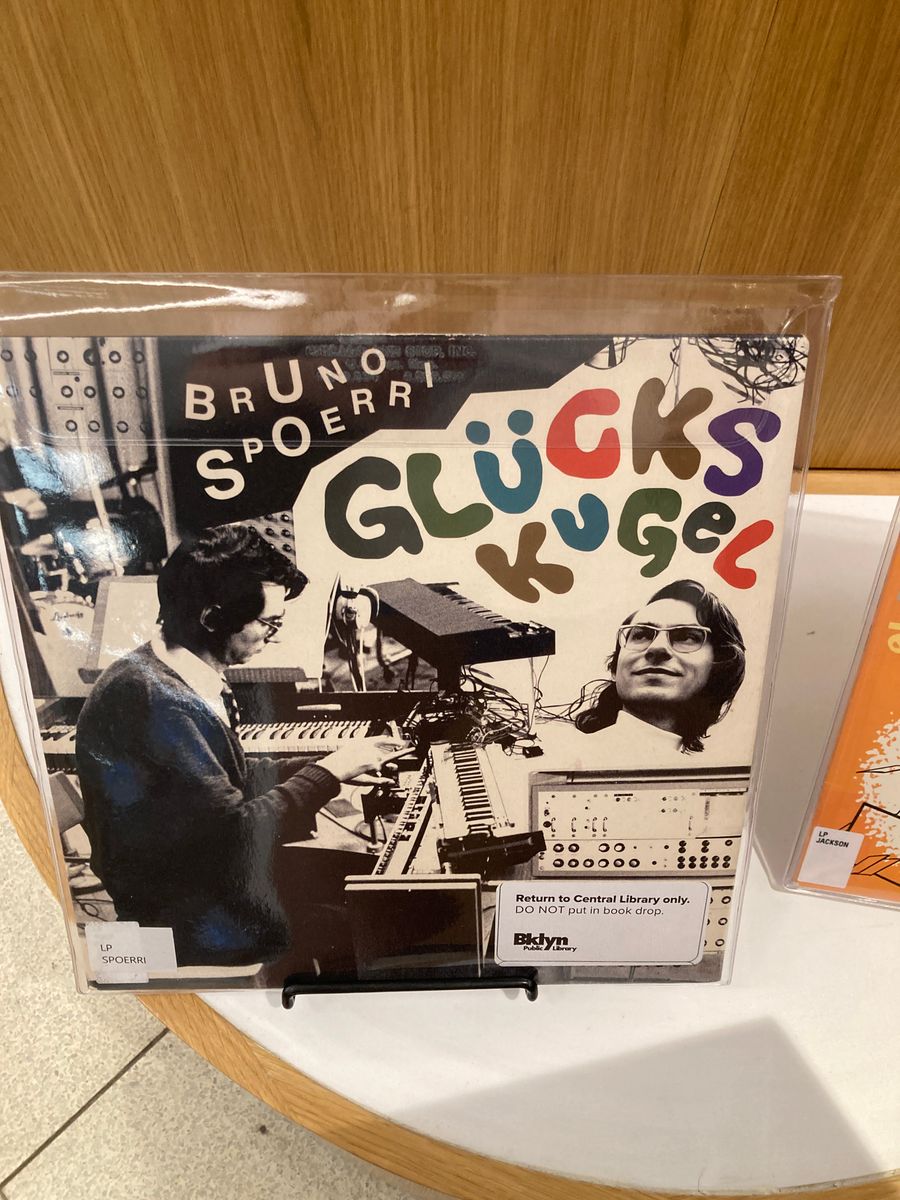 BRUNO
SPOERRI
GLÜCKS
KUGEL
LP
SPOERRI
Return to Central Library only.
DO NOT put in book drop.
Bklyn
Public Library
LP
JACKSON